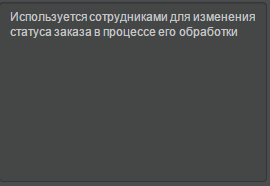 Используется сотрудниками для изменения
статуса заказа в процессе его обработки